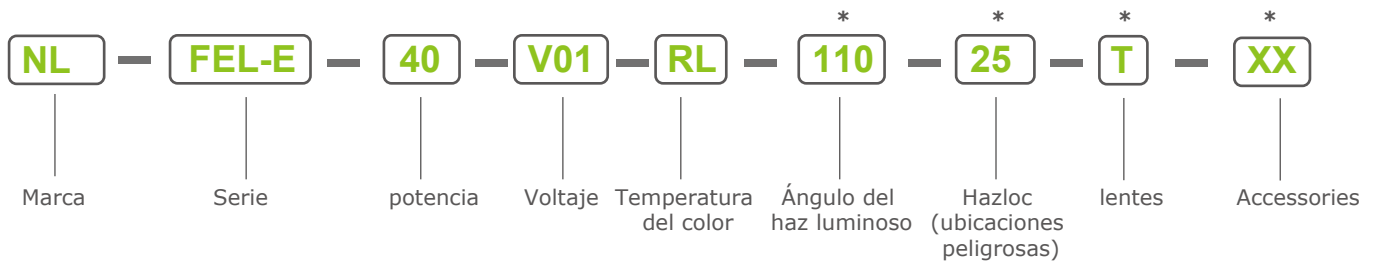 * * * *
NL — FEL-E — 40 — V01 — RL — 110 — 25 — T — XX
Marca Serie potencia Voltaje Temperatura Ángulo del Hazloc lentes Accessories
del color haz luminoso (ubicaciones
peligrosas)